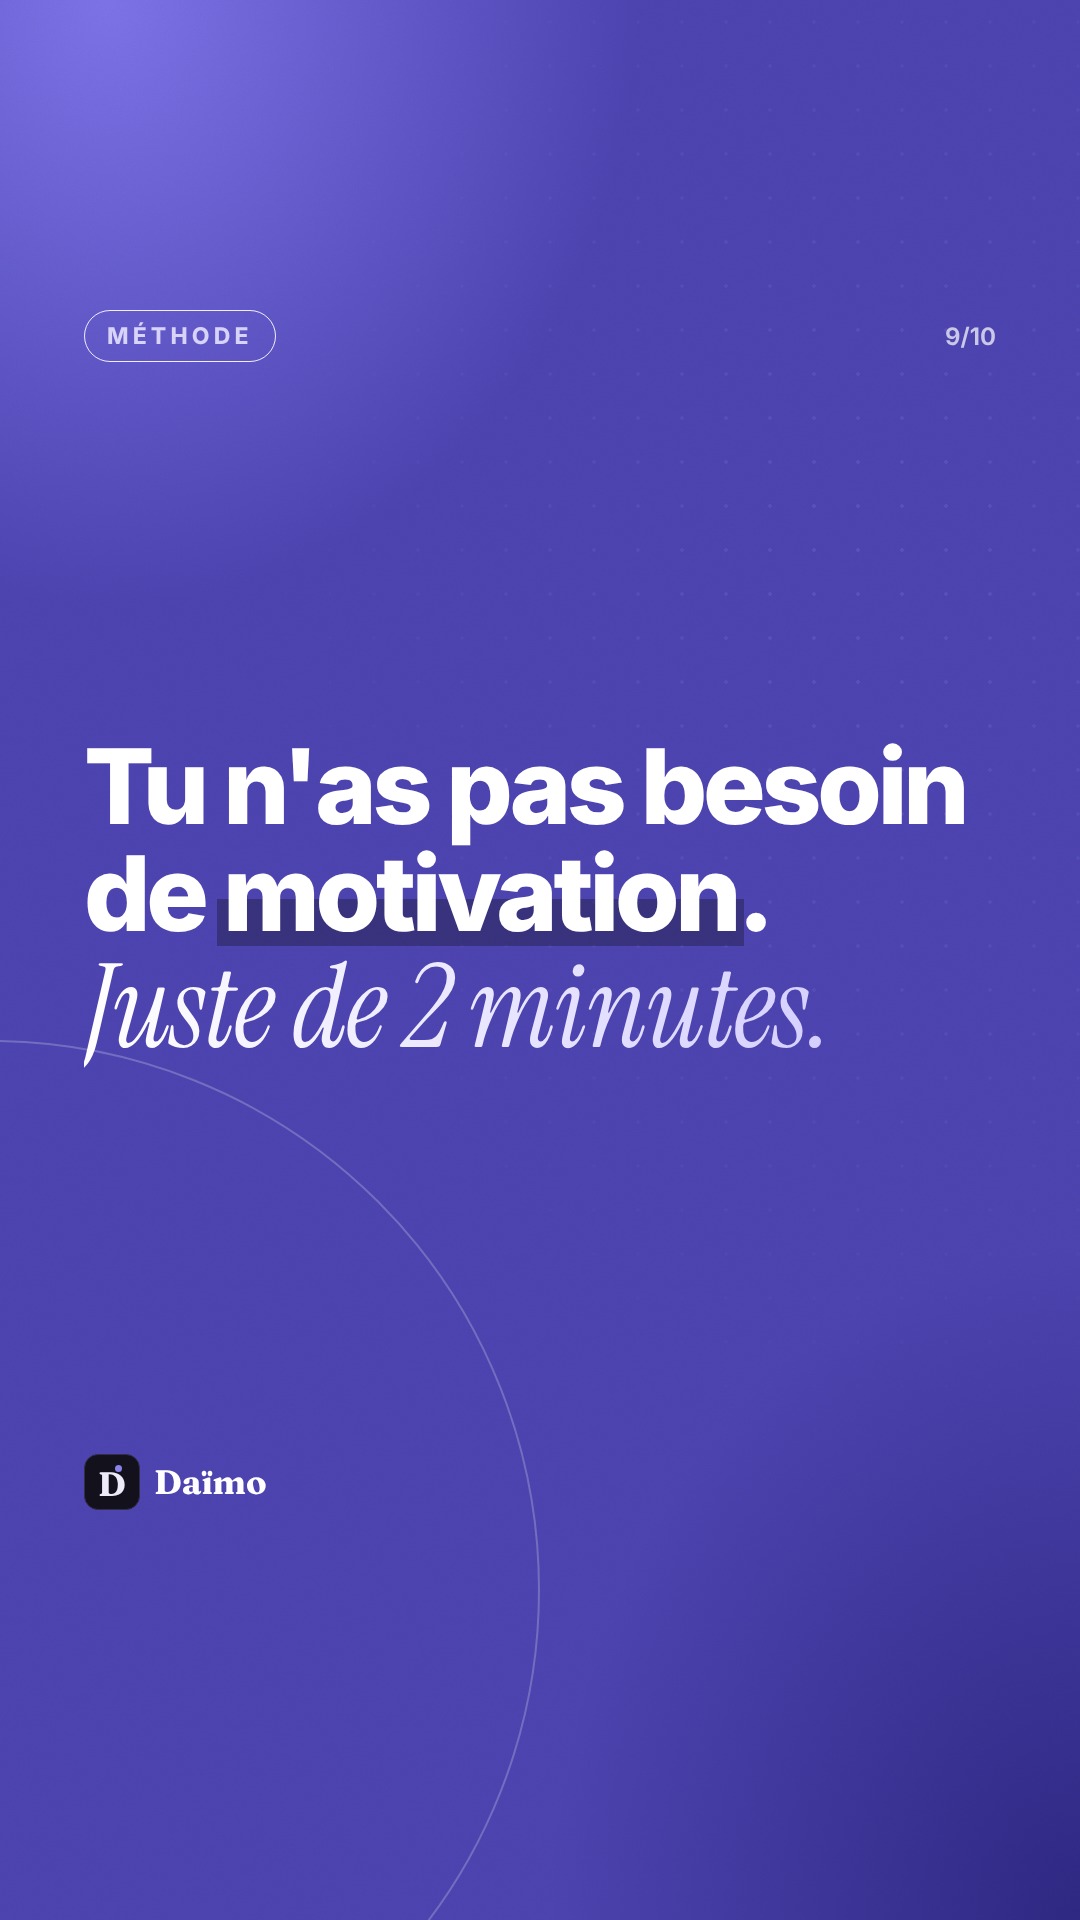 MÉTHODE
9/10
Tu n'as pas besoin
de motivation.
Juste de 2 minutes.
D
Daïmo